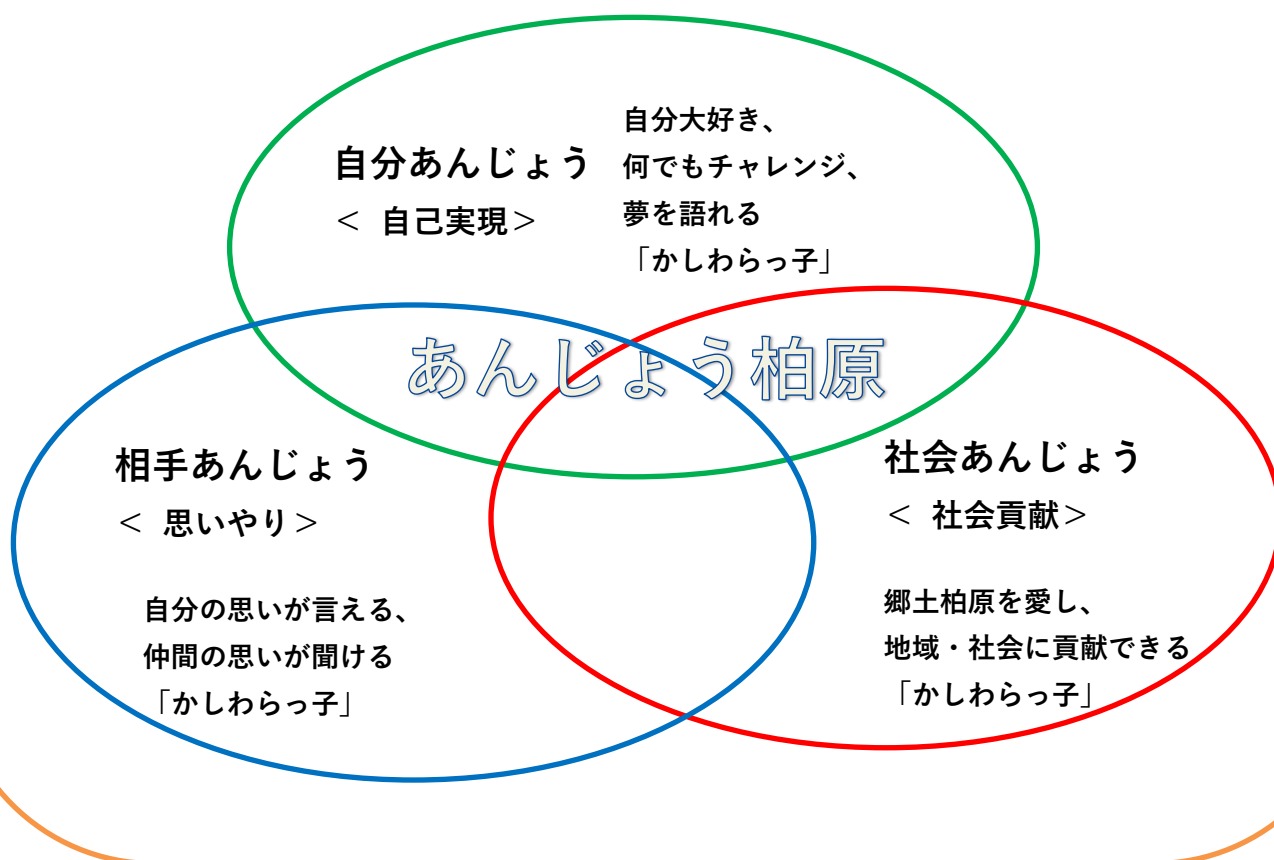 自分あんじょう
< 自己実現>
自分大好き、
何でもチャレンジ、
夢を語れる
「かしわらっ子」
あんじょう柏原
相手あんじょう
< 思いやり>
自分の思いが言える、
仲間の思いが聞ける
「かしわらっ子」
社会あんじょう
< 社会貢献>
郷土柏原を愛し、
地域・社会に貢献できる
「かしわらっ子」